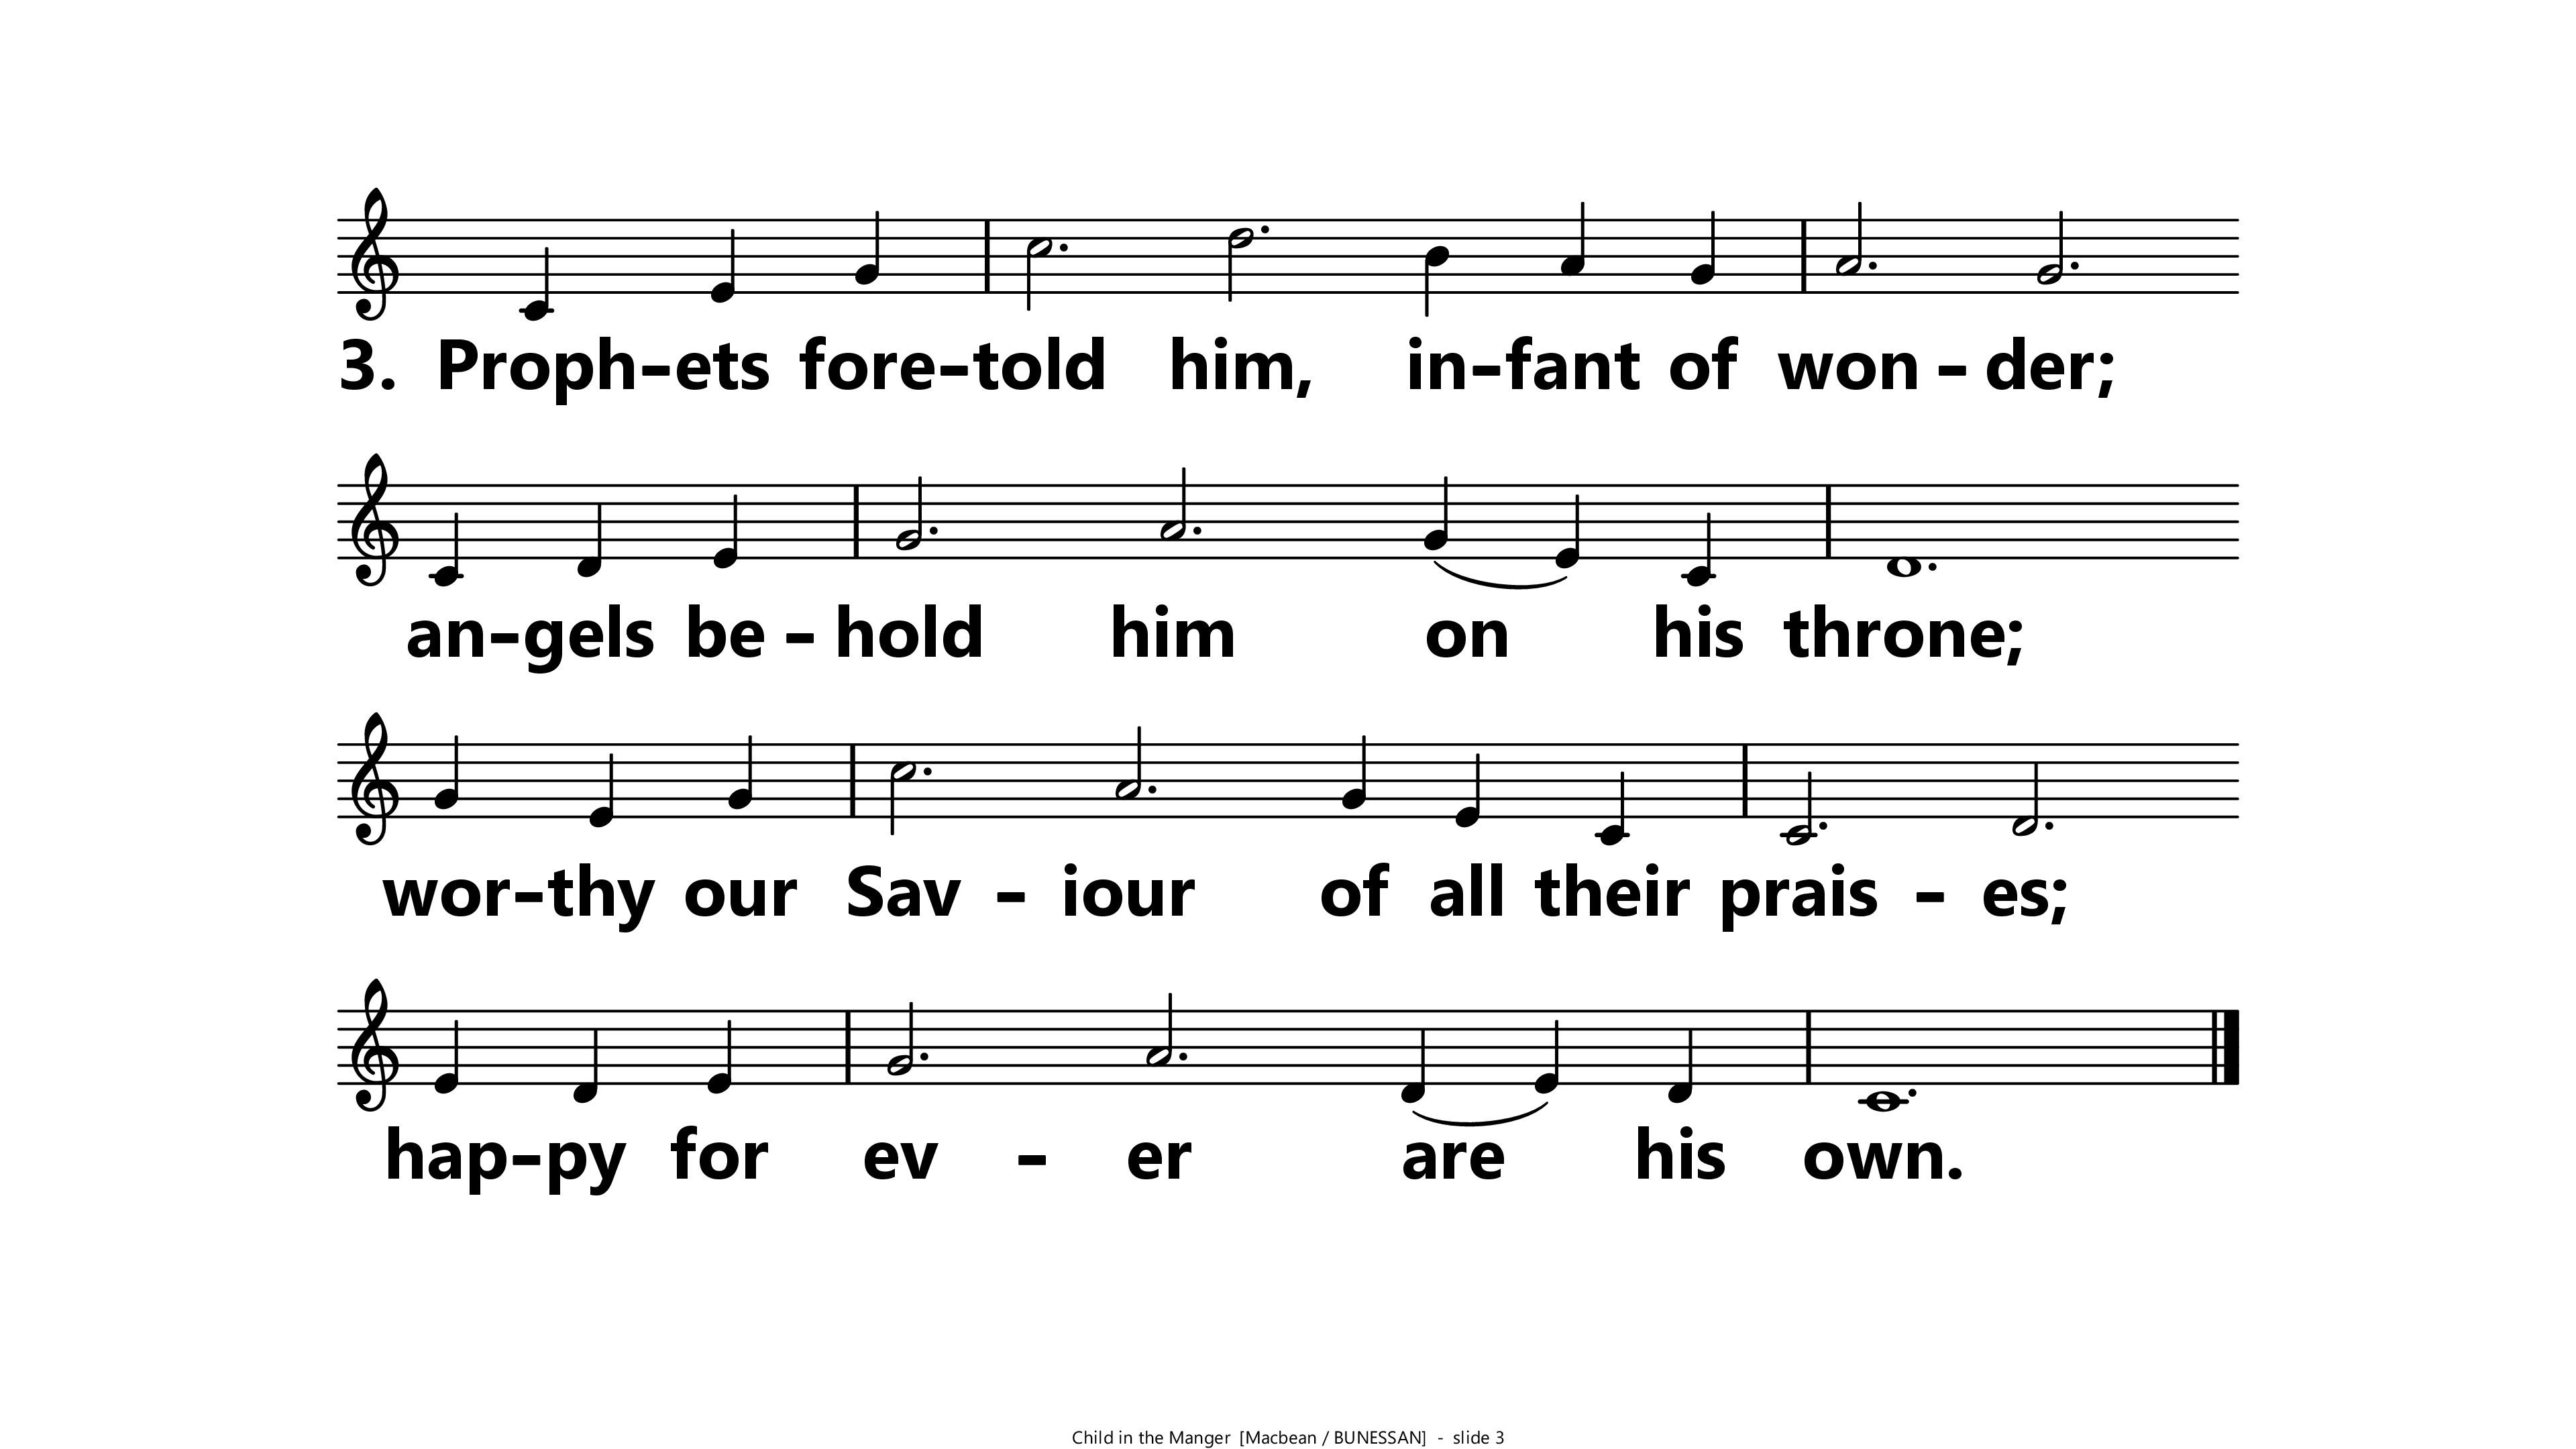 3. Proph-ets fore-told him, in-fant of won - der;
an-gels be - hold him on his throne;
wor-thy our Sav - iour of all their prais - es;
hap-py for ev - er are his own.
Child in the Manger [Macbean / BUNESSAN] - slide 3